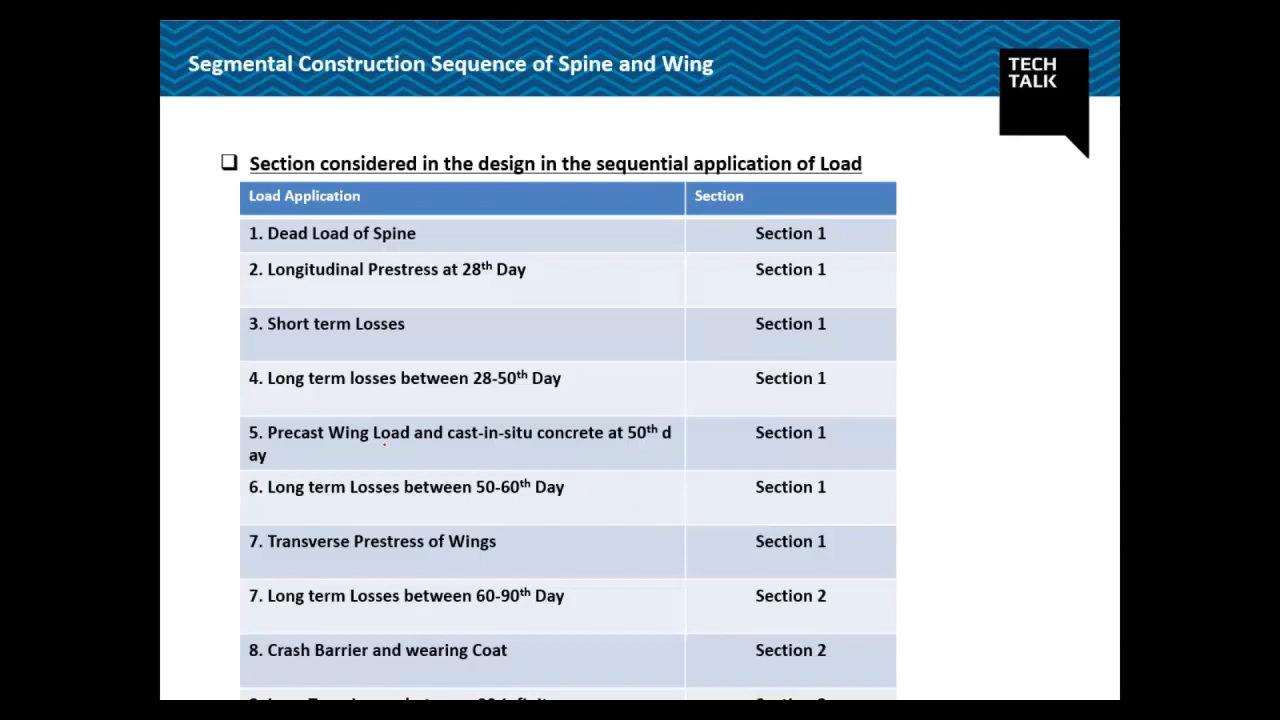 Segmental Construction Sequence of Spine and Wing
TECH
TALK
Section considered in the design in the sequential application of Load
Load Application Section
1. Dead Load of Spine Section 1
2. Longitudinal Prestress at 28th Day Section 1
3. Short term Losses Section 1
4. Long term losses between 28-50th Day Section 1
5. Precast Wing Load and cast-in-situ concrete at 50th d Section 1
ay
6. Long term Losses between 50-60th Day Section 1
7. Transverse Prestress of Wings Section 1
7. Long term Losses between 60-90th Day Section 2
8. Crash Barrier and wearing Coat Section 2